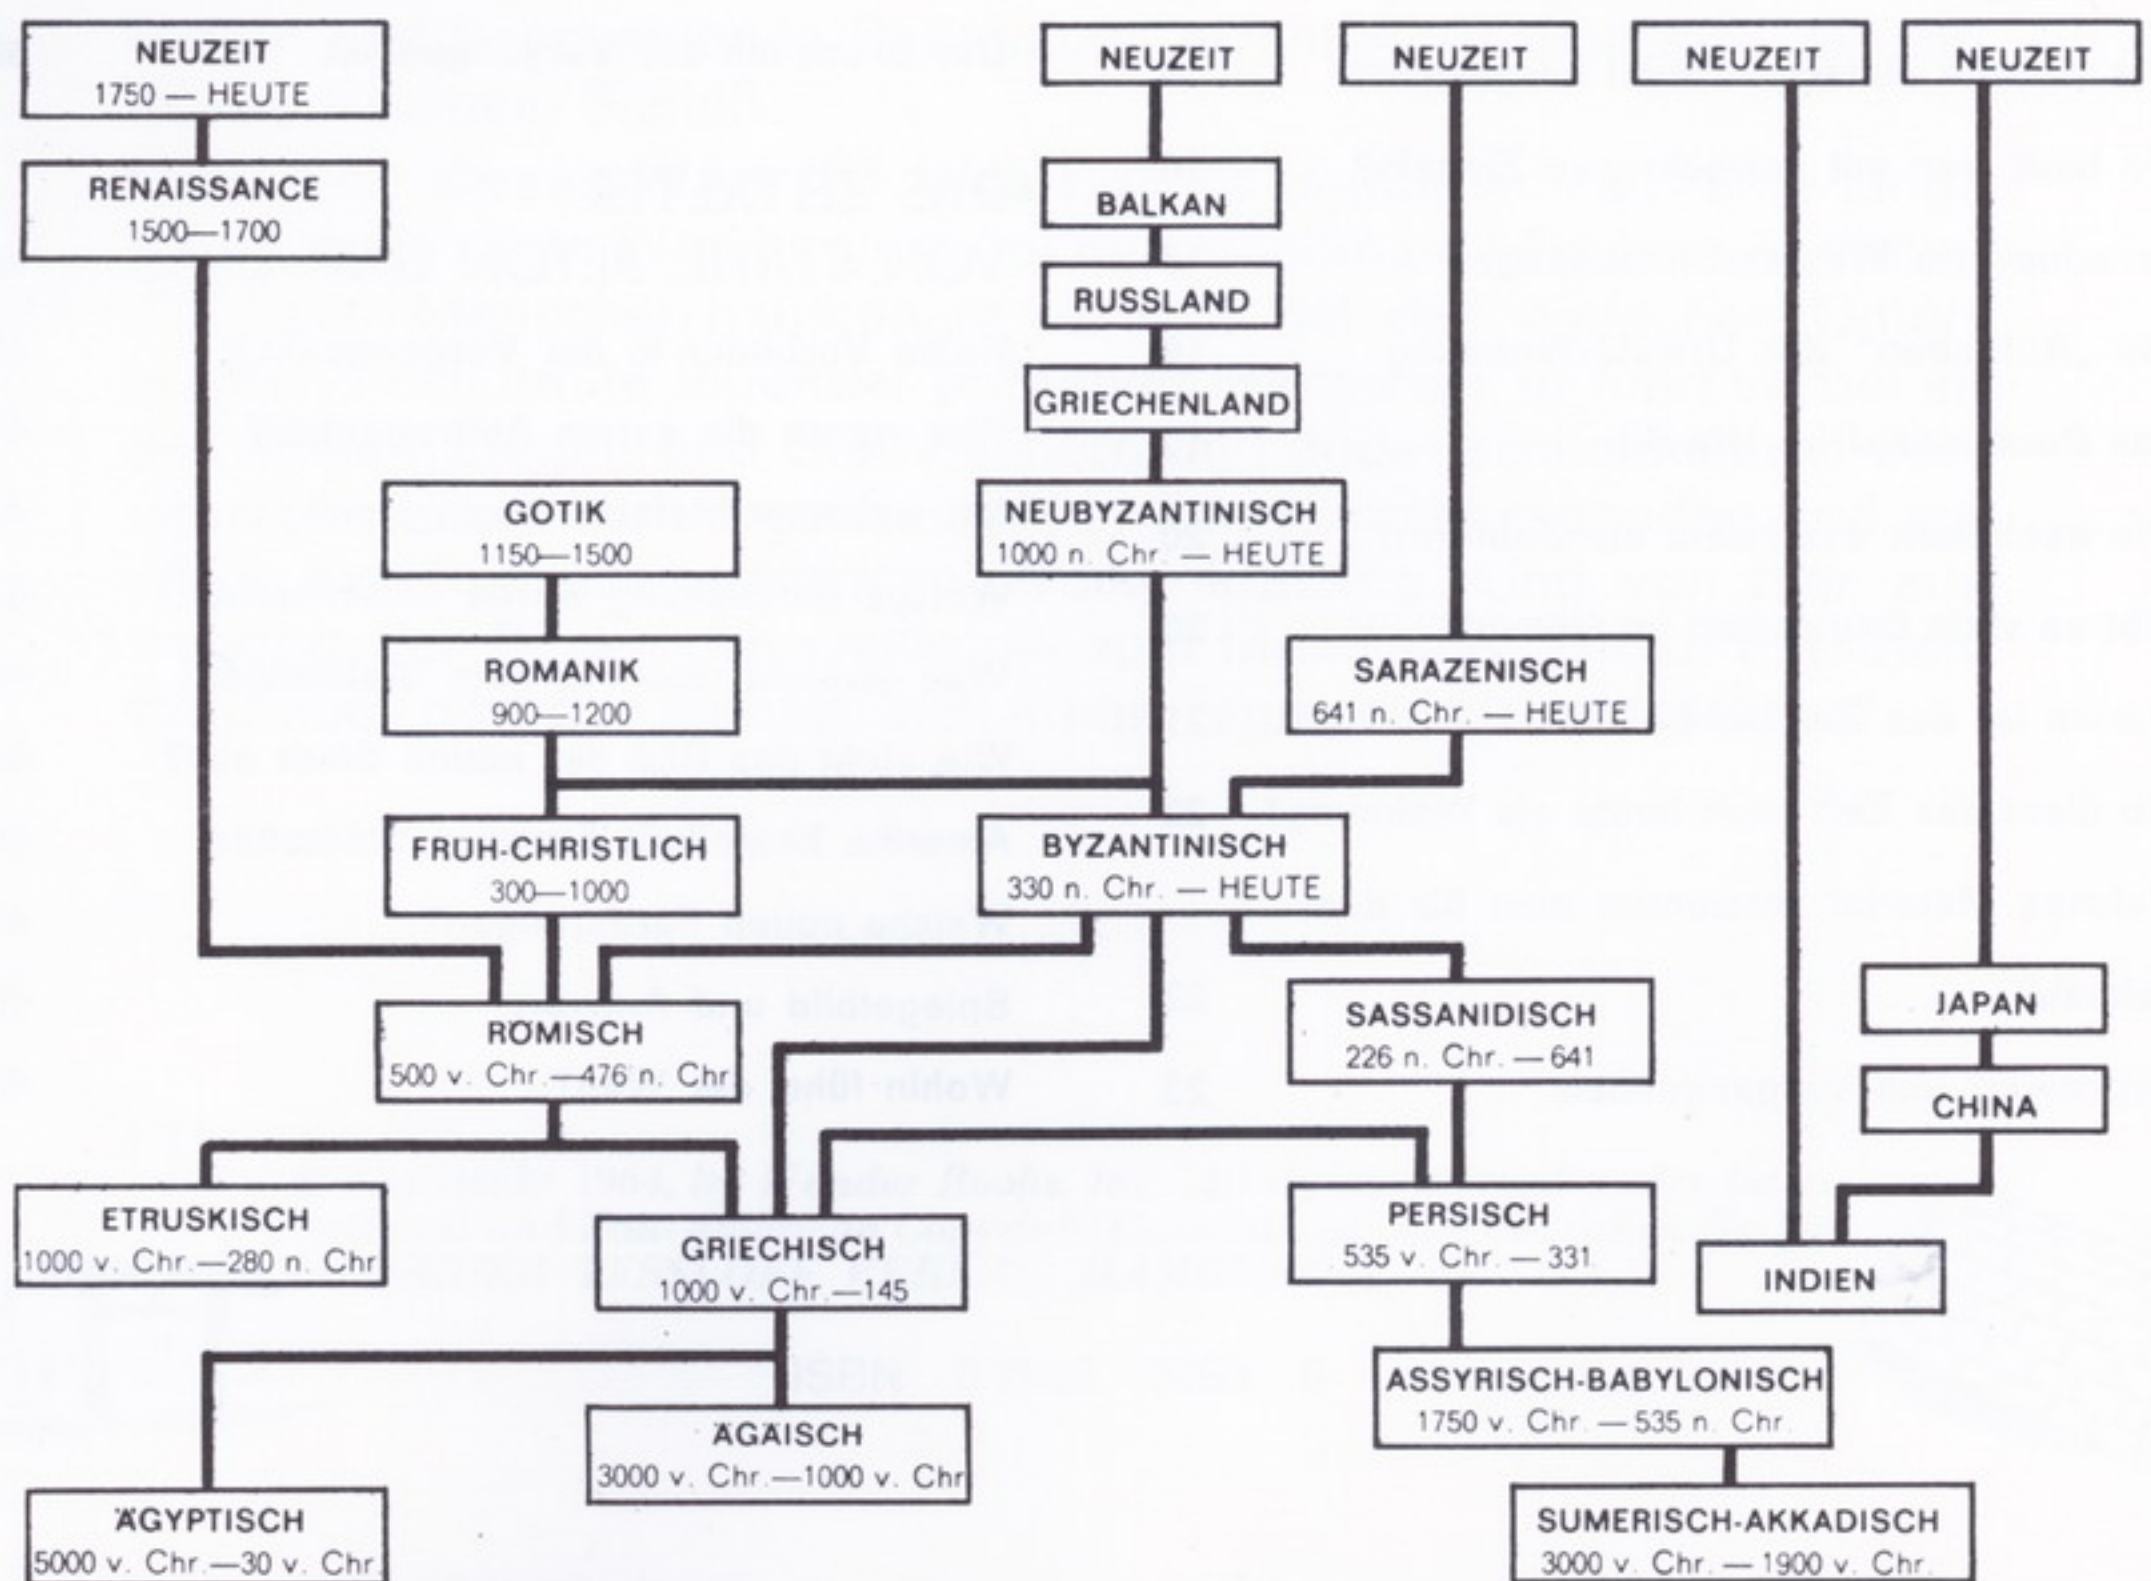 NEUZEIT
1750 — HEUTE
NEUZEIT
NEUZEIT
NEUZEIT
NEUZEIT
RENAISSANCE
1500—1700
BALKAN
RUSSLAND
GRIECHENLAND
GOTIK
1150—1500
NEUBYZANTINISCH
1000 n. Chr. — HEUTE
ROMANIK
900—1200
SARAZENISCH
641 n. Chr. — HEUTE
FRÜH-CHRISTLICH
300—1000
BYZANTINISCH
330 n. Chr. — HEUTE
RÖMISCH
500 v. Chr.—476 n. Chr.
SASSANIDISCH
226 n. Chr. — 641
JAPAN
CHINA
ETRUSKISCH
1000 v. Chr.—280 n. Chr
GRIECHISCH
1000 v. Chr.—145
PERSISCH
535 v. Chr. — 331
INDIEN
ASSYRISCH-BABYLONISCH
1750 v. Chr. — 535 n. Chr.
ÄGÄISCH
3000 v. Chr.—1000 v. Chr
ÄGYPTISCH
5000 v. Chr.—30 v. Chr.
SUMERISCH-AKKADISCH
3000 v. Chr. — 1900 v. Chr.